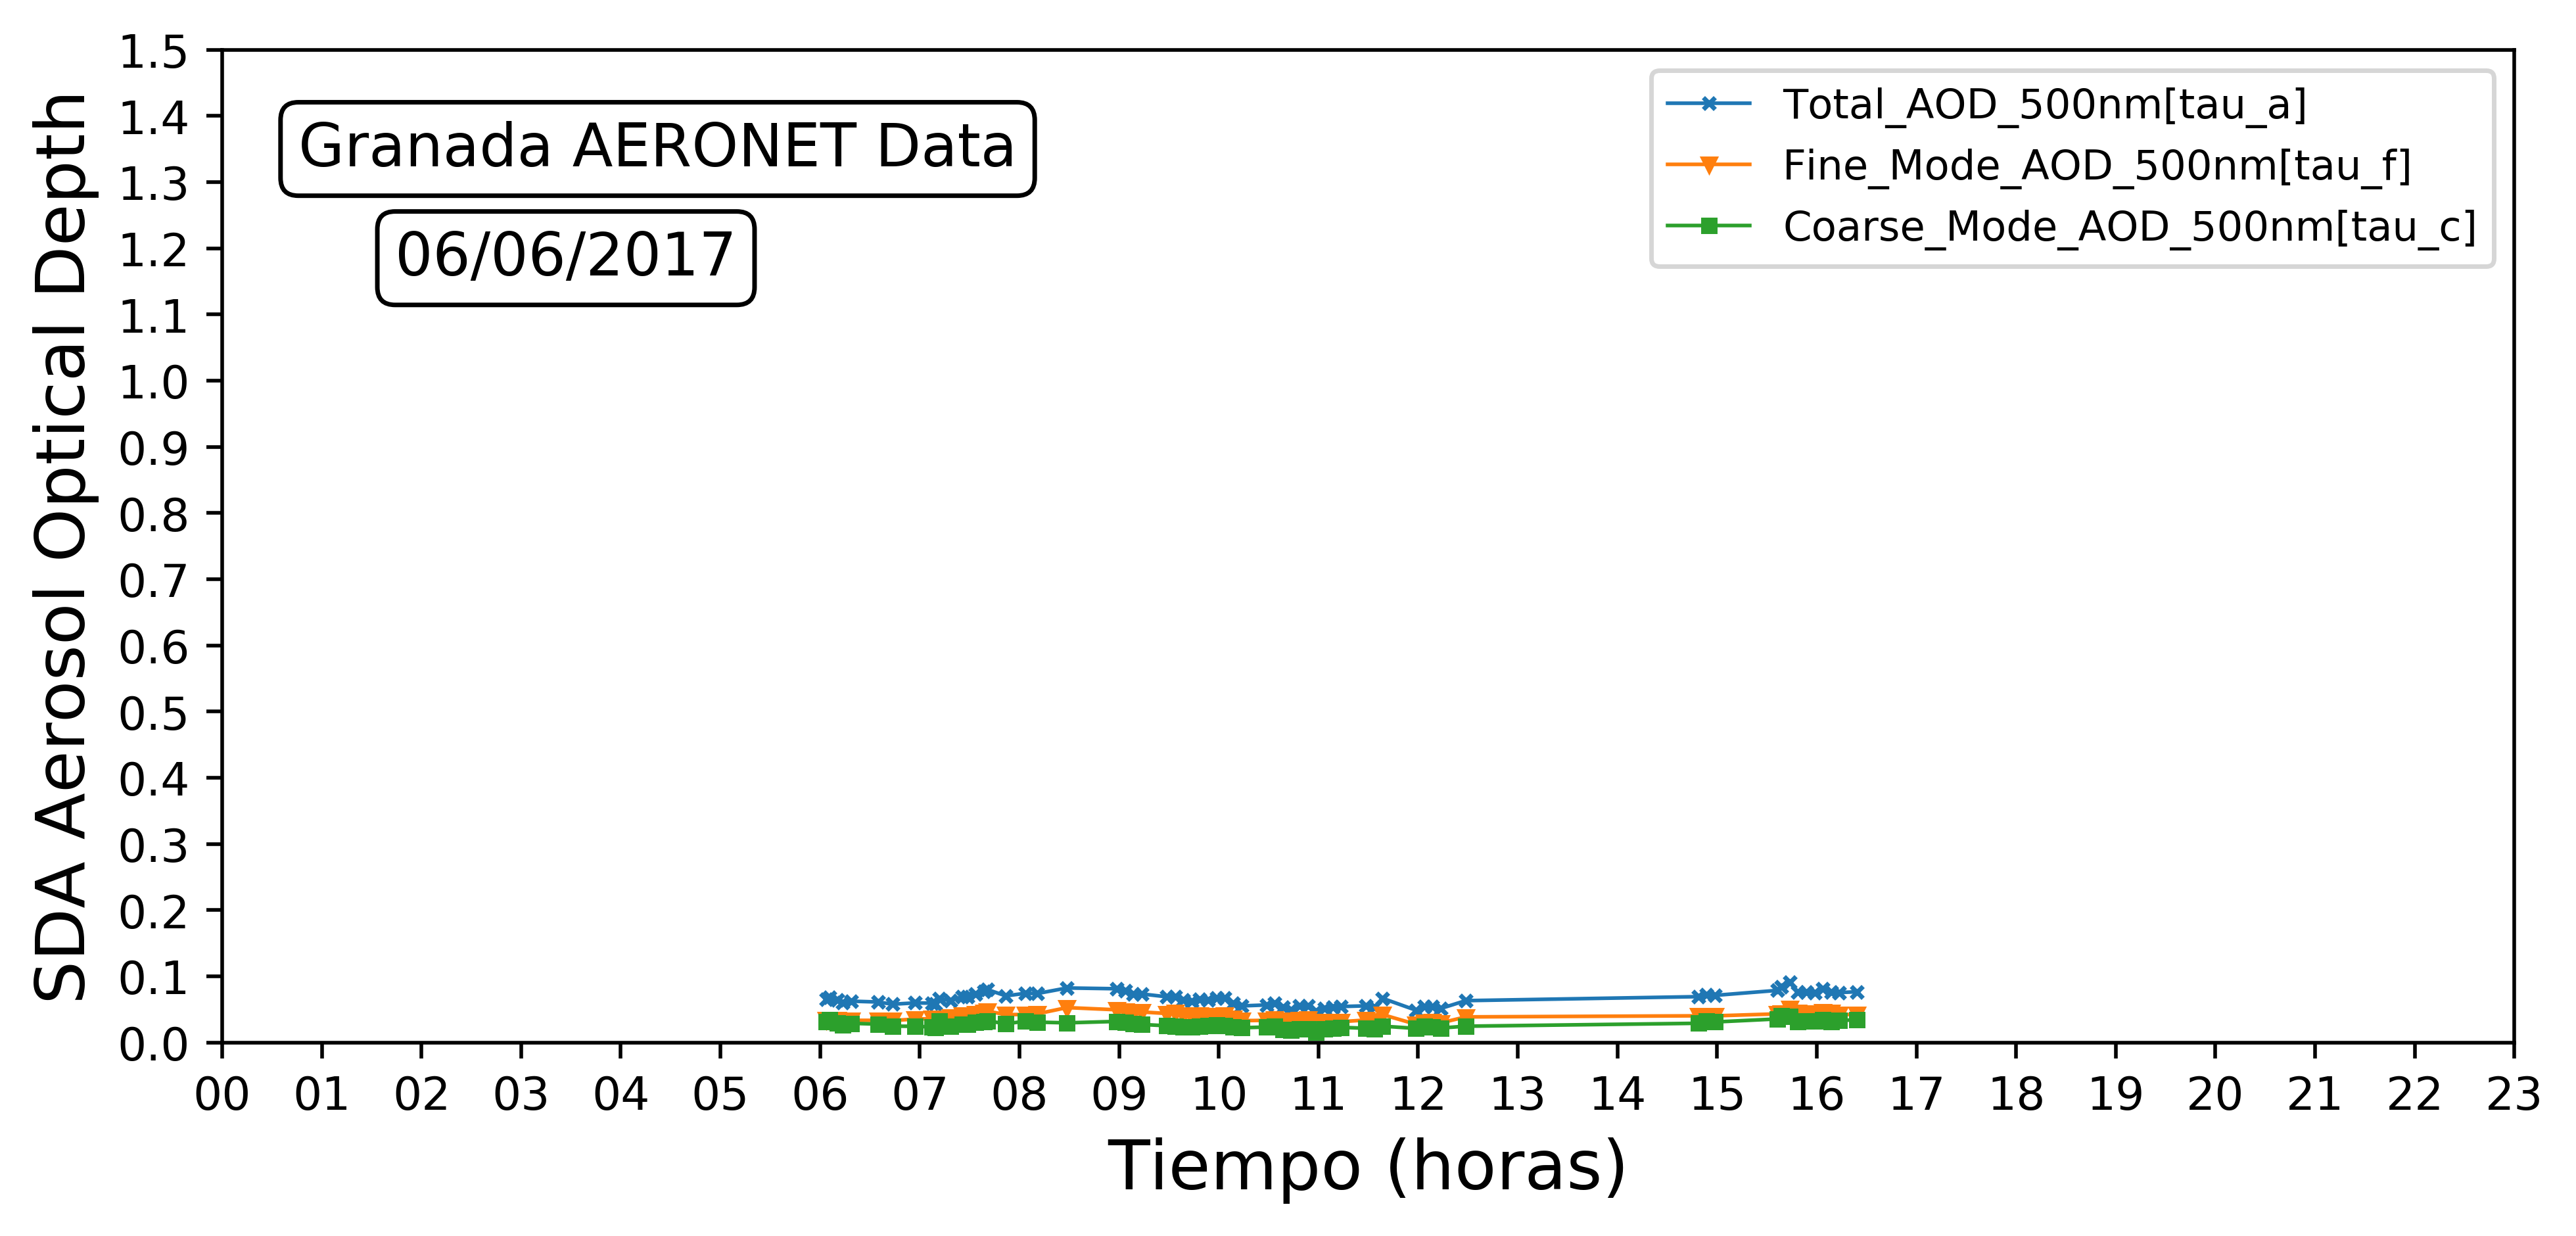 Granada AERONET Data
06/06/2017
Total_AOD_500nm[tau_a]
Fine_Mode_AOD_500nm[tau_f]
Coarse_Mode_AOD_500nm[tau_c]
SDA Aerosol Optical Depth
1.5
1.4
1.3
1.2
1.1
1.0
0.9
0.8
0.7
0.6
0.5
0.4
0.3
0.2
0.1
0.0
00 01 02 03 04 05 06 07 08 09 10 11 12 13 14 15 16 17 18 19 20 21 22 23
Tiempo (horas)